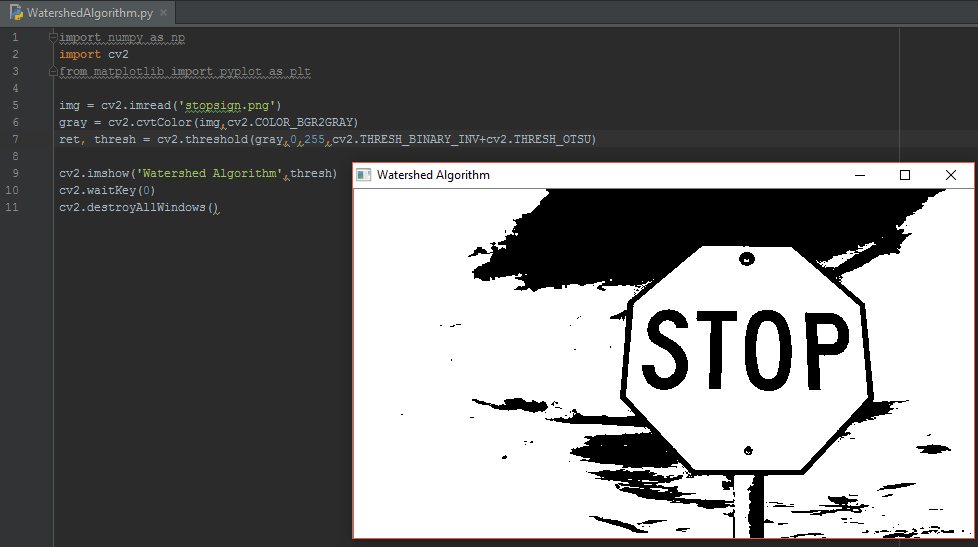 WatershedAlgorithm.py
1 import numpy as np
2 import cv2
3 from matplotlib import pyplot as plt
4
5 img = cv2.imread('stopsign.png')
6 gray = cv2.cvtColor(img,cv2.COLOR_BGR2GRAY)
7 ret, thresh = cv2.threshold(gray,0,255,cv2.THRESH_BINARY_INV+cv2.THRESH_OTSU)
8
9 cv2.imshow('Watershed Algorithm',thresh)
10 cv2.waitKey(0)
11 cv2.destroyAllWindows()
Watershed Algorithm
STOP